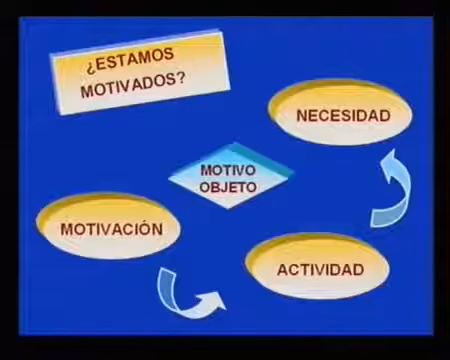 ¿ESTAMOS
MOTIVADOS?
NECESIDAD
MOTIVO
OBJETO
MOTIVACIÓN
ACTIVIDAD